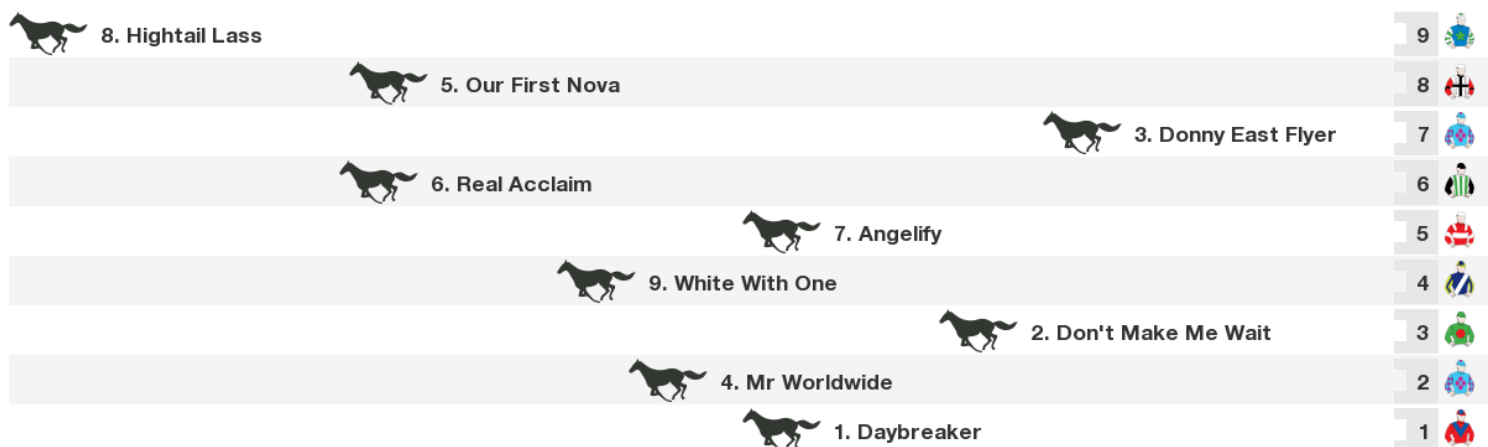 8. Hightail Lass 9
5. Our First Nova 8
3. Donny East Flyer 7
6. Real Acclaim 6
7. Angelify 5
9. White With One 4
2. Don't Make Me Wait 3
4. Mr Worldwide 2
1. Daybreaker 1